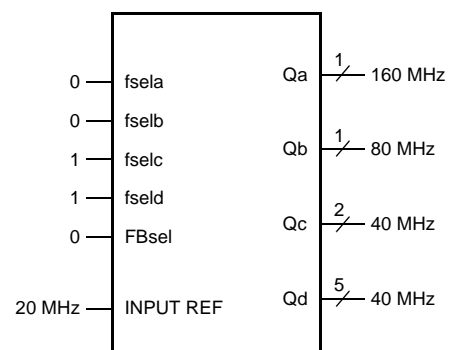 0 fsela
0 fselb
1 fselc
1 fseld
0 FBsel
20 MHz INPUT REF
Qa 1 160 MHz
Qb 1 80 MHz
Qc 2 40 MHz
Qd 5 40 MHz